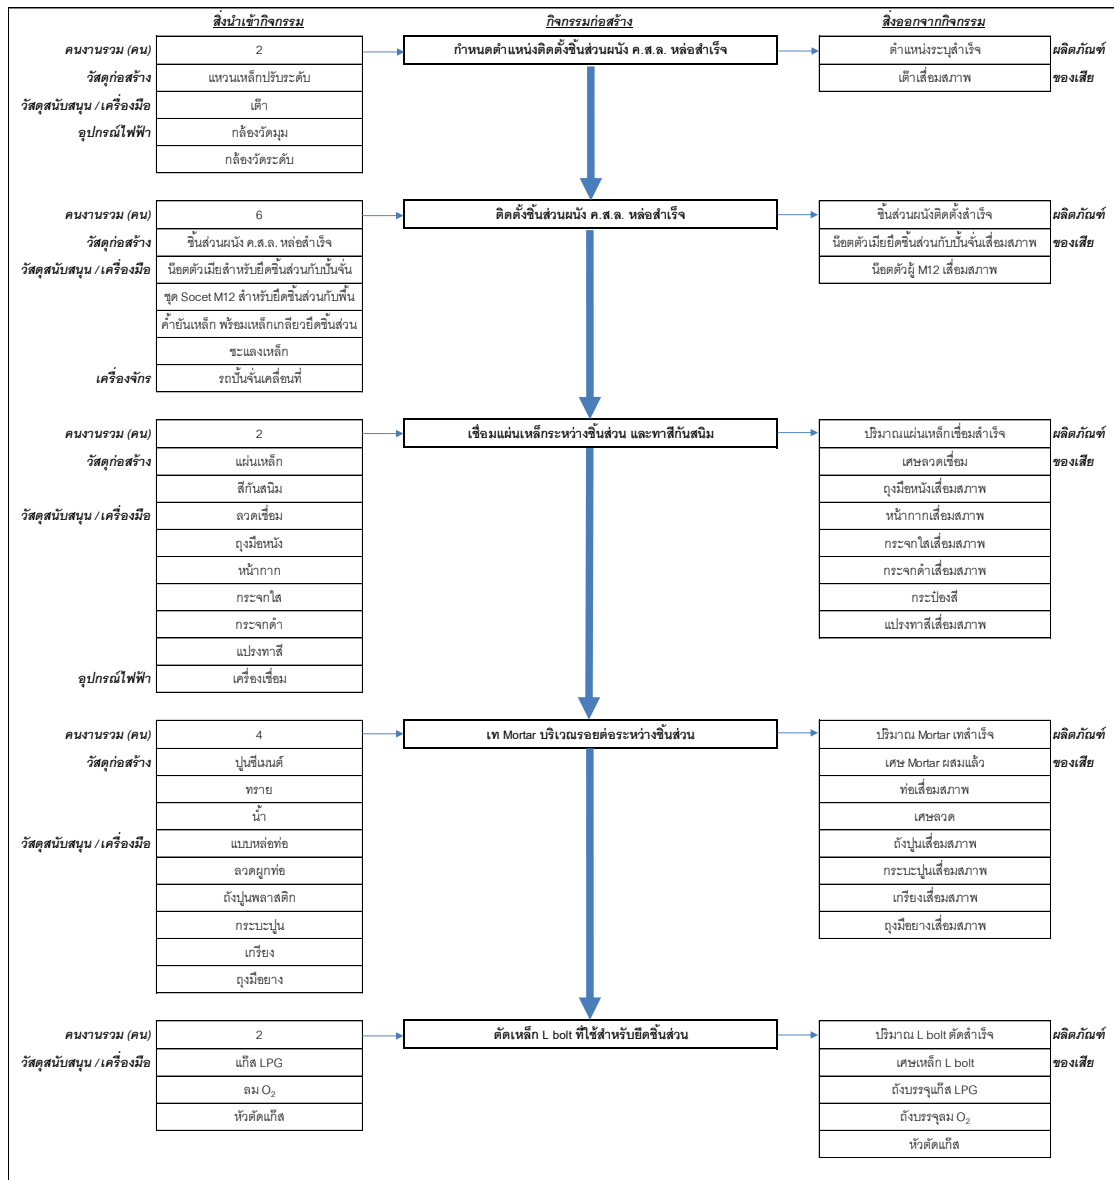 สิ่งนำเข้ากิจกรรม กิจกรรมก่อสร้าง สิ่งออกจากกิจกรรม
คนงานรวม (คน) 2 กำหนดตำแหน่งติดตั้งชิ้นส่วนผนัง ค.ส.ล. หล่อสำเร็จ ตำแหน่งระบุสำเร็จ ผลิตภัณฑ์
วัสดุก่อสร้าง แหวนเหล็กปรับระดับ เต๊าเสื่อมสภาพ ของเสีย
วัสดุสนับสนุน / เครื่องมือ เต๊า
อุปกรณ์ไฟฟ้า กล้องวัดมุม
กล้องวัดระดับ
คนงานรวม (คน) 6 ติดตั้งชิ้นส่วนผนัง ค.ส.ล. หล่อสำเร็จ ชิ้นส่วนผนังติดตั้งสำเร็จ ผลิตภัณฑ์
วัสดุก่อสร้าง ชิ้นส่วนผนัง ค.ส.ล. หล่อสำเร็จ น๊อตตัวเมียยึดชิ้นส่วนกับปั้นจั่นเสื่อมสภาพ ของเสีย
วัสดุสนับสนุน / เครื่องมือ น๊อตตัวเมียสำหรับยึดชิ้นส่วนกับปั้นจั่น น๊อตตัวผู้ M12 เสื่อมสภาพ
ชุด Socet M12 สำหรับยึดชิ้นส่วนกับพื้น
ค้ำยันเหล็ก พร้อมเหล็กเกลียวยึดชิ้นส่วน
ชะแลงเหล็ก
เครื่องจักร รถปั้นจั่นเคลื่อนที่
คนงานรวม (คน) 2 เชื่อมแผ่นเหล็กระหว่างชิ้นส่วน และทาสีกันสนิม ปริมาณแผ่นเหล็กเชื่อมสำเร็จ ผลิตภัณฑ์
วัสดุก่อสร้าง แผ่นเหล็ก เศษลวดเชื่อม ของเสีย
สีกันสนิม ถุงมือหนังเสื่อมสภาพ
วัสดุสนับสนุน / เครื่องมือ ลวดเชื่อม หน้ากากเสื่อมสภาพ
ถุงมือหนัง กระจกใสเสื่อมสภาพ
หน้ากาก กระจกดำเสื่อมสภาพ
กระจกใส กระป๋องสี
กระจกดำ แปรงทาสีเสื่อมสภาพ
แปรงทาสี
อุปกรณ์ไฟฟ้า เครื่องเชื่อม
คนงานรวม (คน) 4 เท Mortar บริเวณรอยต่อระหว่างชิ้นส่วน ปริมาณ Mortar เทสำเร็จ ผลิตภัณฑ์
วัสดุก่อสร้าง ปูนซีเมนต์ เศษ Mortar ผสมแล้ว ของเสีย
ทราย ท่อเสื่อมสภาพ
น้ำ เศษลวด
วัสดุสนับสนุน / เครื่องมือ แบบหล่อท่อ ถังปูนเสื่อมสภาพ
ลวดผูกท่อ กระบะปูนเสื่อมสภาพ
ถังปูนพลาสติก เกรียงเสื่อมสภาพ
กระบะปูน ถุงมือยางเสื่อมสภาพ
เกรียง
ถุงมือยาง
คนงานรวม (คน) 2 ตัดเหล็ก L bolt ที่ใช้สำหรับยึดชิ้นส่วน ปริมาณ L bolt ตัดสำเร็จ ผลิตภัณฑ์
วัสดุสนับสนุน / เครื่องมือ แก๊ส LPG เศษเหล็ก L bolt ของเสีย
ลม O₂ ถังบรรจุแก๊ส LPG
หัวตัดแก๊ส ถังบรรจุลม O₂
หัวตัดแก๊ส